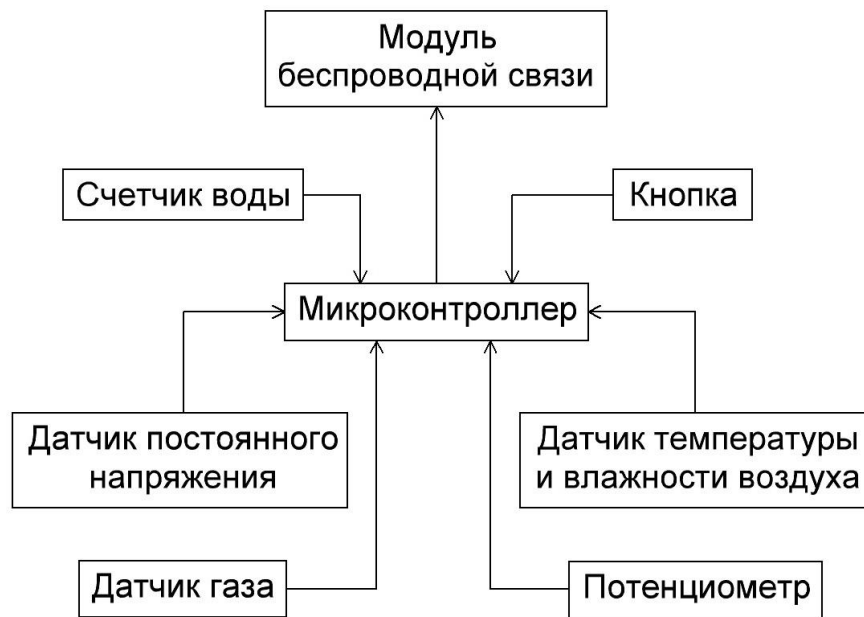 Модуль
беспроводной связи
Счетчик воды
Кнопка
Микроконтроллер
Датчик постоянного
напряжения
Датчик температуры
и влажности воздуха
Датчик газа
Потенциометр